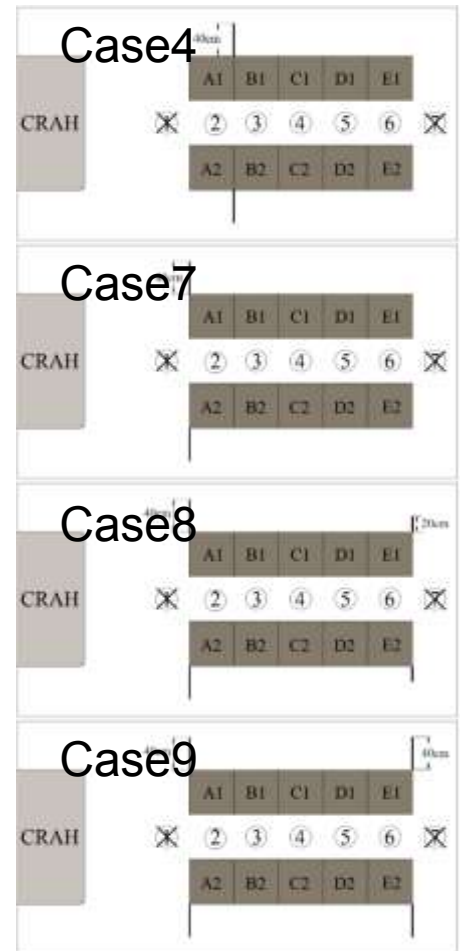 Case4
40cm
A1 B1 C1 D1 E1
CRAH ② ③ ④ ⑤ ⑥
A2 B2 C2 D2 E2
Case7
A1 B1 C1 D1 E1
CRAH ② ③ ④ ⑤ ⑥
A2 B2 C2 D2 E2
Case8
40cm
20cm
A1 B1 C1 D1 E1
CRAH ② ③ ④ ⑤ ⑥
A2 B2 C2 D2 E2
Case9
40cm
40cm
A1 B1 C1 D1 E1
CRAH ② ③ ④ ⑤ ⑥
A2 B2 C2 D2 E2